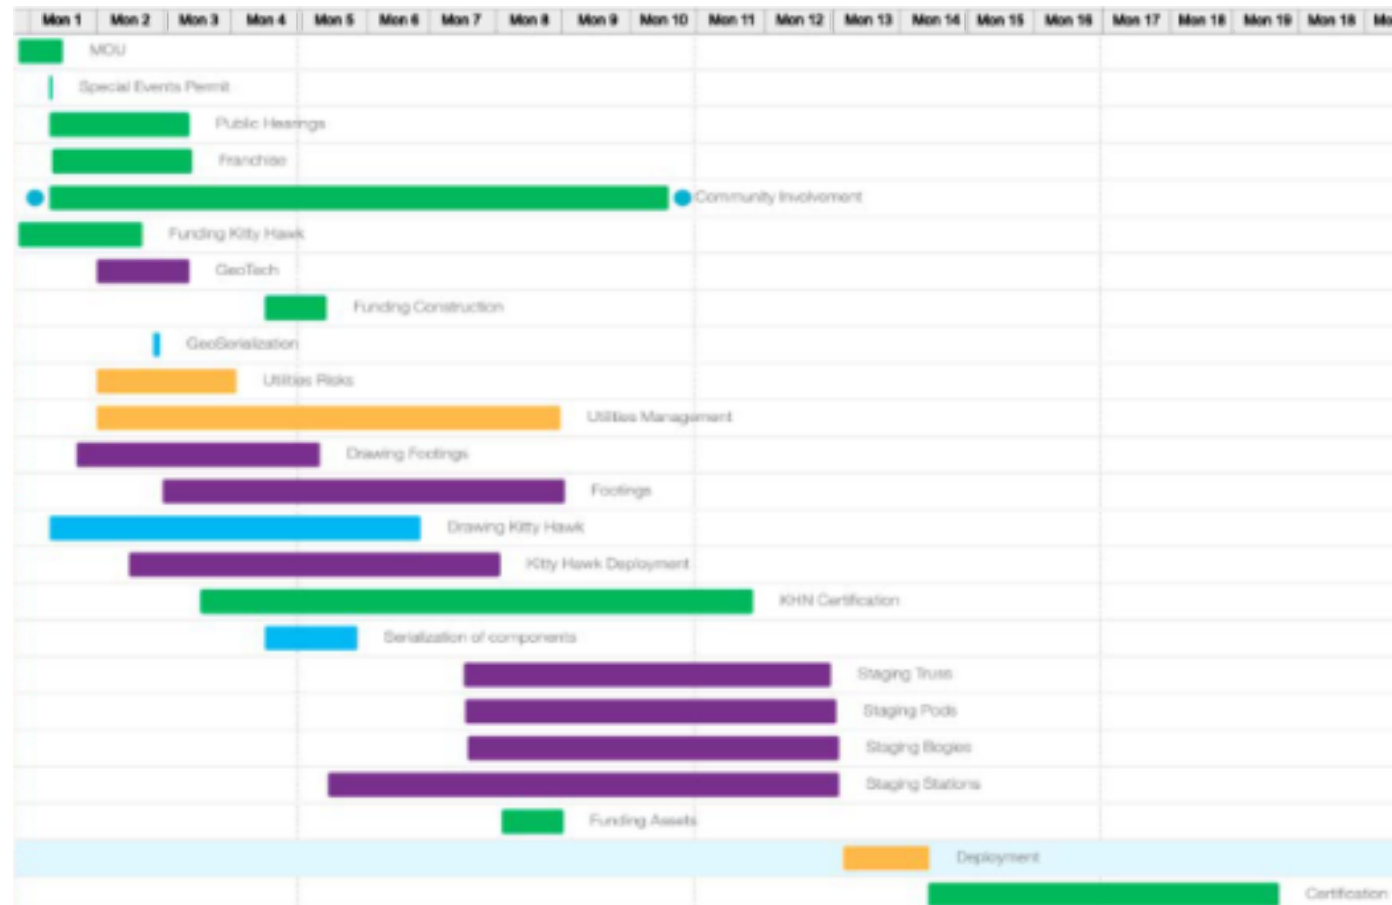 Mon 1 Mon 2 Mon 3 Mon 4 Mon 5 Mon 6 Mon 7 Mon 8 Mon 9 Mon 10 Mon 11 Mon 12 Mon 13 Mon 14 Mon 15 Mon 16 Mon 17 Mon 18 Mon 19 Mon 18 Mo
MOU
Special Events Permit
Public Hearings
Franchise
Community Involvement
Funding Kitty Hawk
GeoTech
Funding Construction
GeoSerialization
Utilities Risks
Utilities Management
Drawing Footings
Footings
Drawing Kitty Hawk
Kitty Hawk Deployment
KHN Certification
Serialization of components
Staging Truss
Staging Pods
Staging Bogies
Staging Stations
Funding Assets
Deployment
Certification